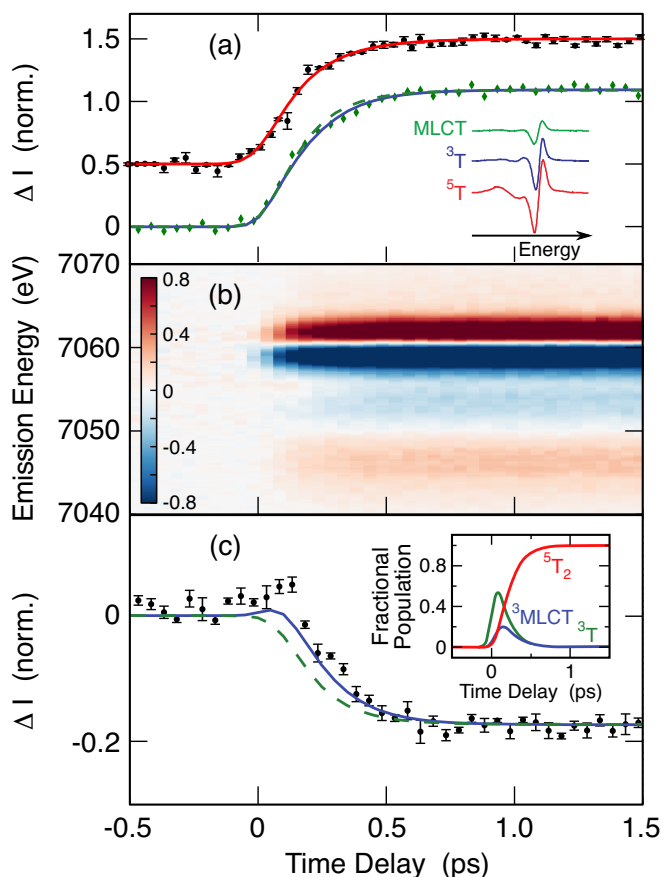 (a)
Δ I (norm.)
1.5
1.0
0.5
0
MLCT
³T
⁵T
Energy
(b)
Emission Energy (eV)
7070
7060
7050
7040
0.8
0.4
0
-0.4
-0.8
(c)
Δ I (norm.)
0
-0.2
Fractional
Population
0.8
0.4
0
⁵T₂
³MLCT
³T
0
1
Time Delay (ps)
-0.5
0
0.5
1.0
1.5
Time Delay (ps)